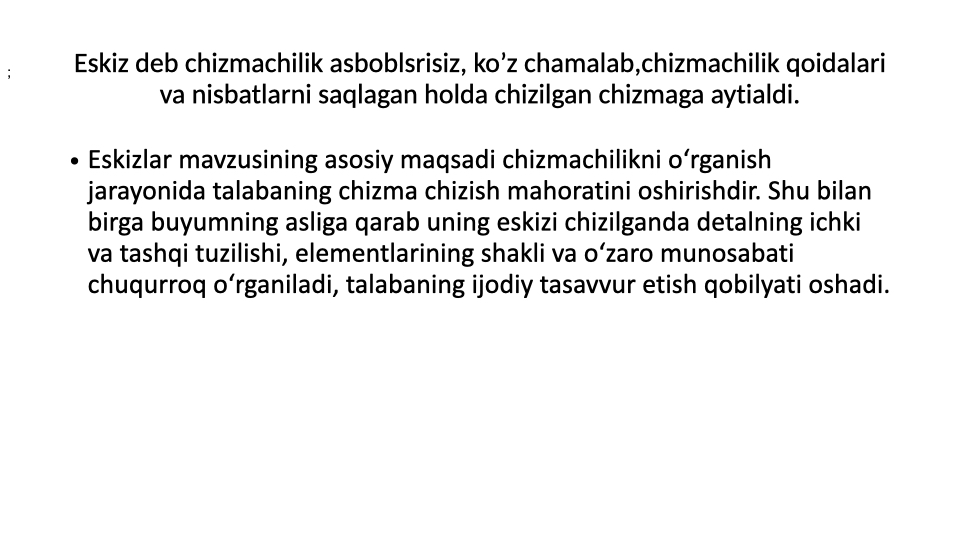 ;
Eskiz deb chizmachilik asboblsrisiz, ko’z chamalab,chizmachilik qoidalari
va nisbatlarni saqlagan holda chizilgan chizmaga aytialdi.
• Eskizlar mavzusining asosiy maqsadi chizmachilikni o‘rganish
jarayonida talabaning chizma chizish mahoratini oshirishdir. Shu bilan
birga buyumning asliga qarab uning eskizi chizilganda detalning ichki
va tashqi tuzilishi, elementlarining shakli va o‘zaro munosabati
chuqurroq o‘rganiladi, talabaning ijodiy tasavvur etish qobilyati oshadi.